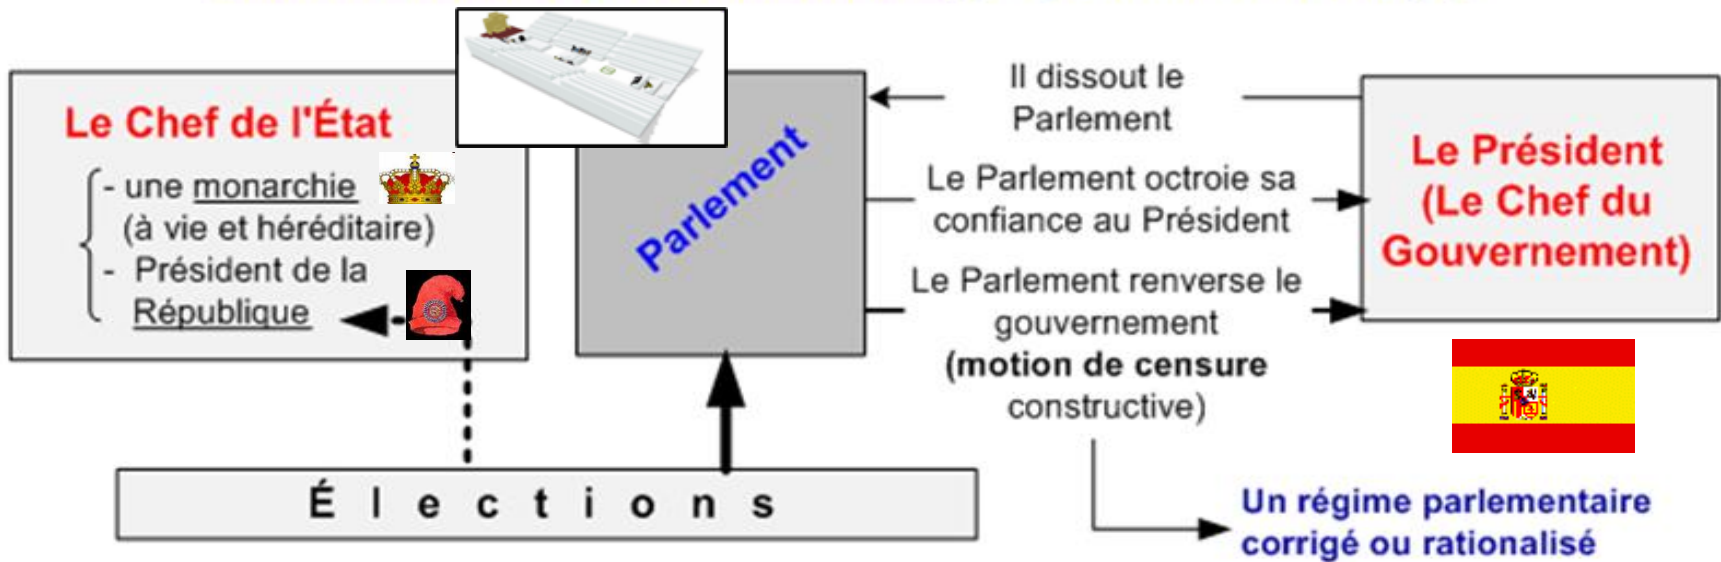 Le Chef de l'État
- une monarchie
(à vie et héréditaire)
- Président de la
République
Parlement
Il dissout le
Parlement
Le Parlement octroie sa
confiance au Président
Le Parlement renverse le
gouvernement
(motion de censure
constructive)
Le Président
(Le Chef du
Gouvernement)
Élections
Un régime parlementaire
corrigé ou rationalisé